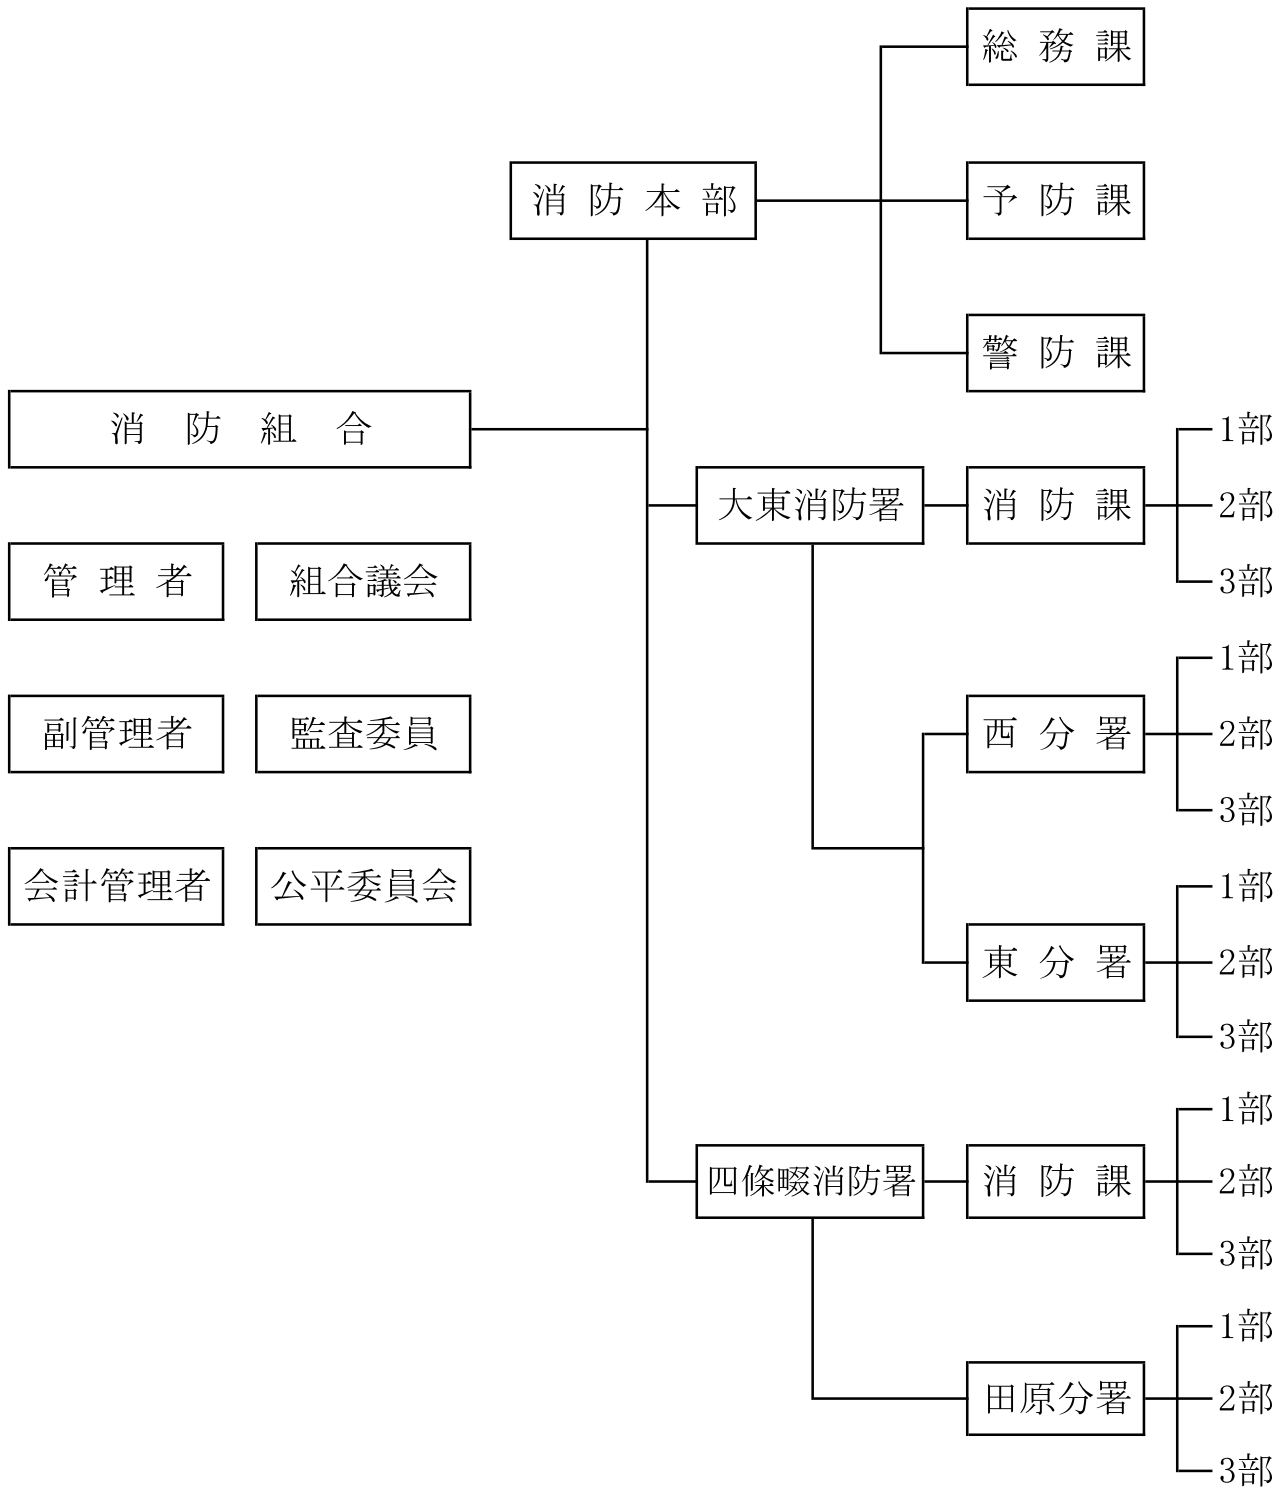 総務課
消防本部
予防課
警防課
消防組合
1部
大東消防署
消防課
2部
管理者
組合議会
3部
1部
副管理者
監査委員
西分署
2部
3部
会計管理者
公平委員会
1部
東分署
2部
3部
1部
四條畷消防署
消防課
2部
3部
1部
田原分署
2部
3部